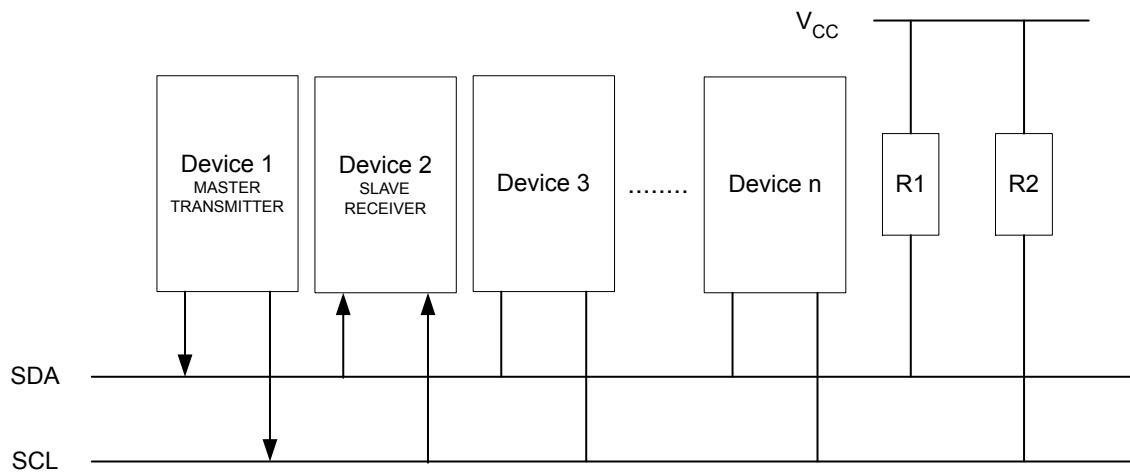 VCC
Device 1
MASTER
TRANSMITTER
Device 2
SLAVE
RECEIVER
Device 3
........
Device n
R1
R2
SDA
SCL